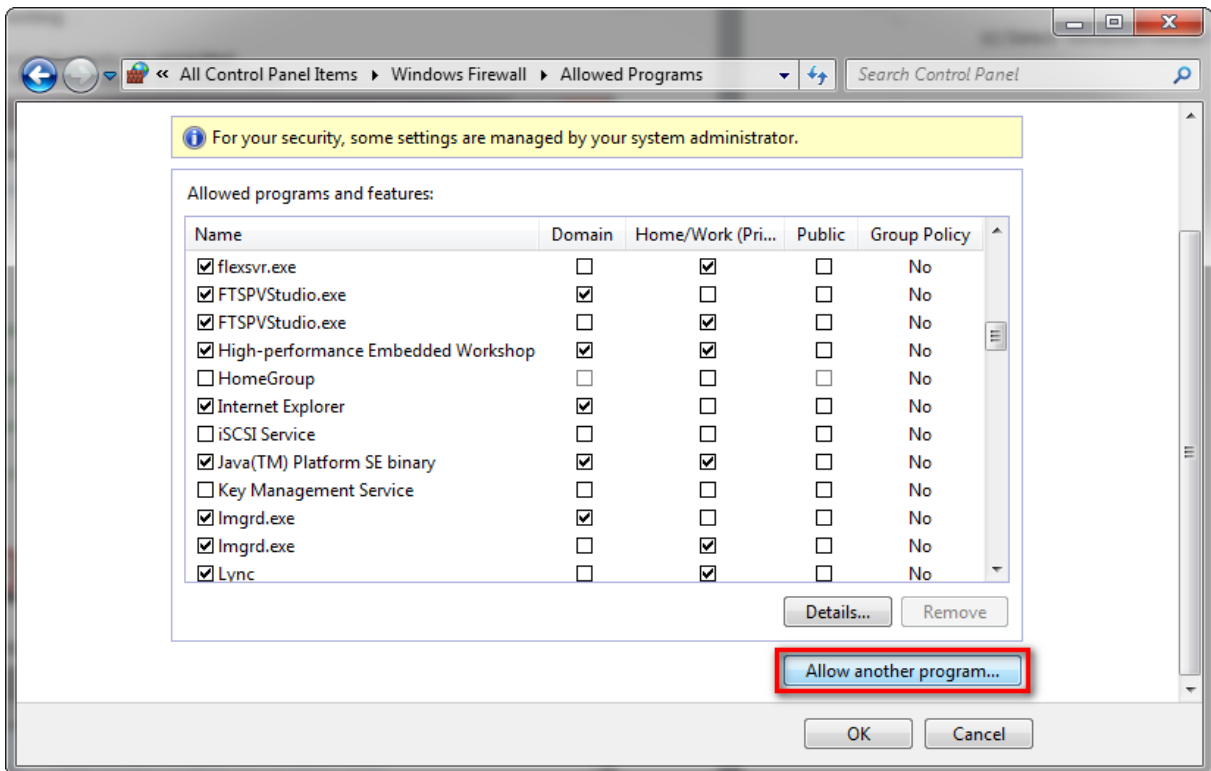 « All Control Panel Items ▸ Windows Firewall ▸ Allowed Programs Search Control Panel
For your security, some settings are managed by your system administrator.
Allowed programs and features:
Name Domain Home/Work (Pri... Public Group Policy
flexsvr.exe No
FTSPVStudio.exe No
FTSPVStudio.exe No
High-performance Embedded Workshop No
HomeGroup No
Internet Explorer No
iSCSI Service No
Java(TM) Platform SE binary No
Key Management Service No
lmgrd.exe No
lmgrd.exe No
Lync No
Details... Remove
Allow another program...
OK Cancel